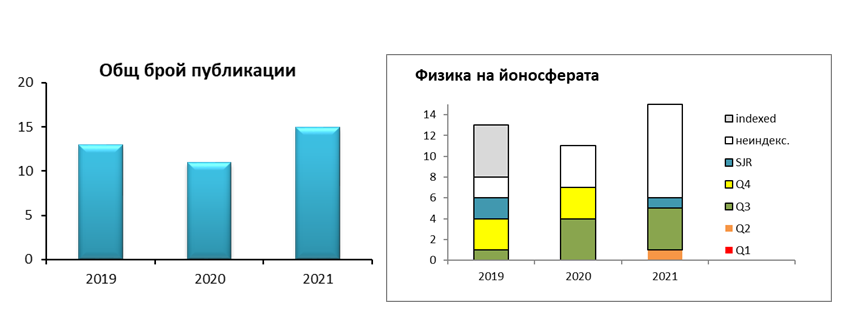 Общ брой публикации
20
15
10
5
0
2019 2020 2021
Физика на йоносферата
14
12
10
8
6
4
2
0
2019 2020 2021
indexed
неиндекс.
SJR
Q4
Q3
Q2
Q1